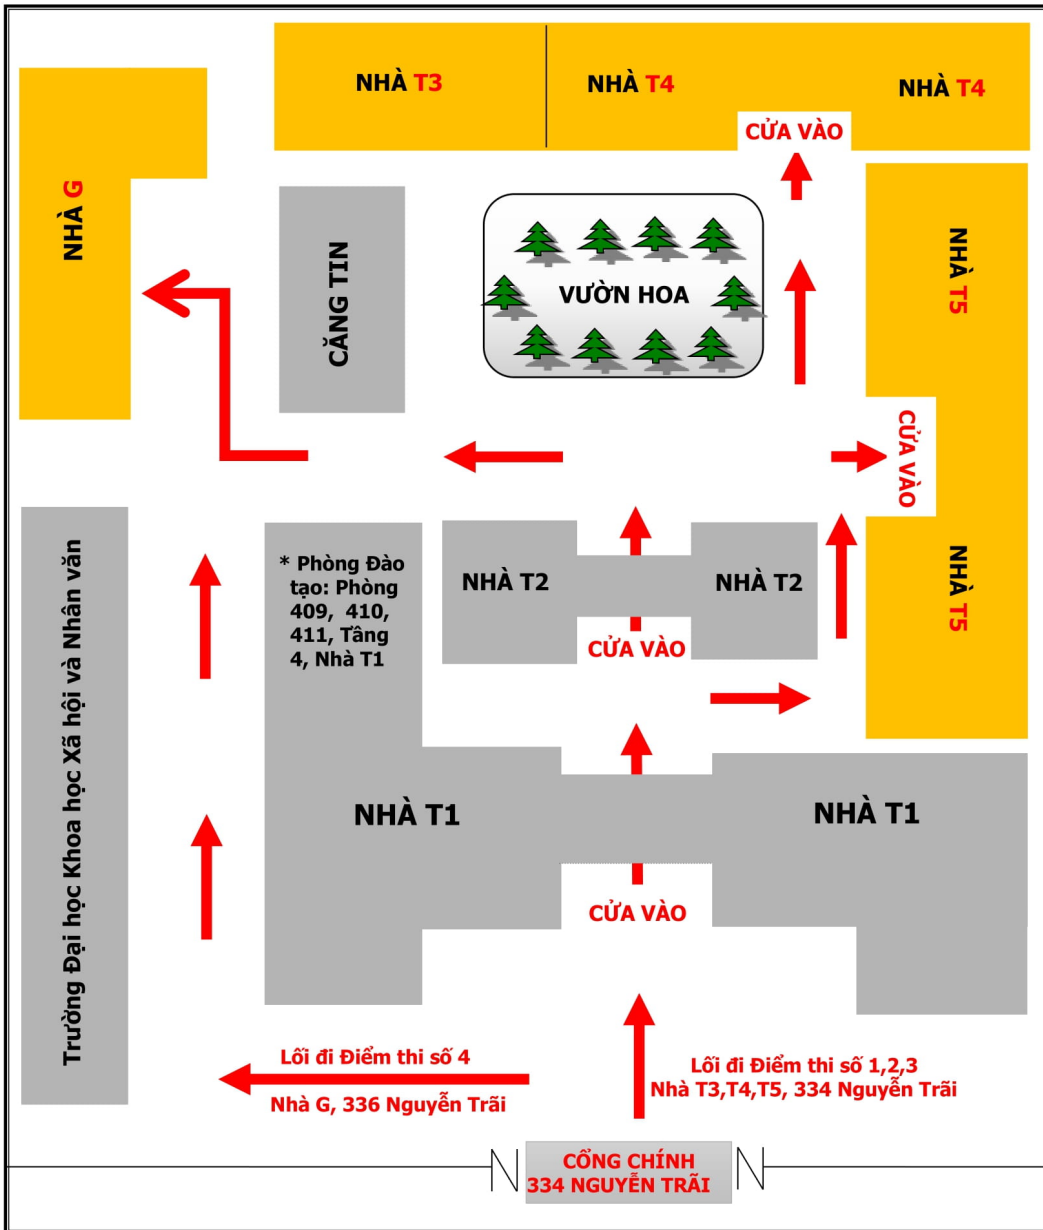 NHÀ T3
NHÀ T4
NHÀ T4
CỬA VÀO
NHÀ G
CĂNG TIN
VƯỜN HOA
NHÀ T5
CỬA VÀO
NHÀ T5
Trường Đại học Khoa học Xã hội và Nhân văn
* Phòng Đào
tạo: Phòng
409, 410,
411, Tầng
4, Nhà T1
NHÀ T2
NHÀ T2
CỬA VÀO
NHÀ T1
NHÀ T1
CỬA VÀO
Lối đi Điểm thi số 4
Nhà G, 336 Nguyễn Trãi
Lối đi Điểm thi số 1,2,3
Nhà T3,T4,T5, 334 Nguyễn Trãi
CỔNG CHÍNH
334 NGUYỄN TRÃI